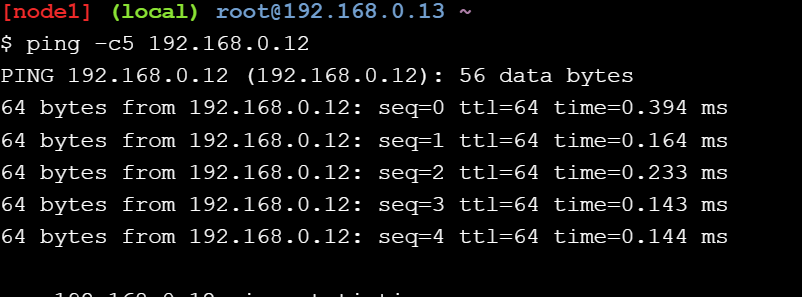 [node1] (local) root@192.168.0.13 ~
$ ping -c5 192.168.0.12
PING 192.168.0.12 (192.168.0.12): 56 data bytes
64 bytes from 192.168.0.12: seq=0 ttl=64 time=0.394 ms
64 bytes from 192.168.0.12: seq=1 ttl=64 time=0.164 ms
64 bytes from 192.168.0.12: seq=2 ttl=64 time=0.233 ms
64 bytes from 192.168.0.12: seq=3 ttl=64 time=0.143 ms
64 bytes from 192.168.0.12: seq=4 ttl=64 time=0.144 ms